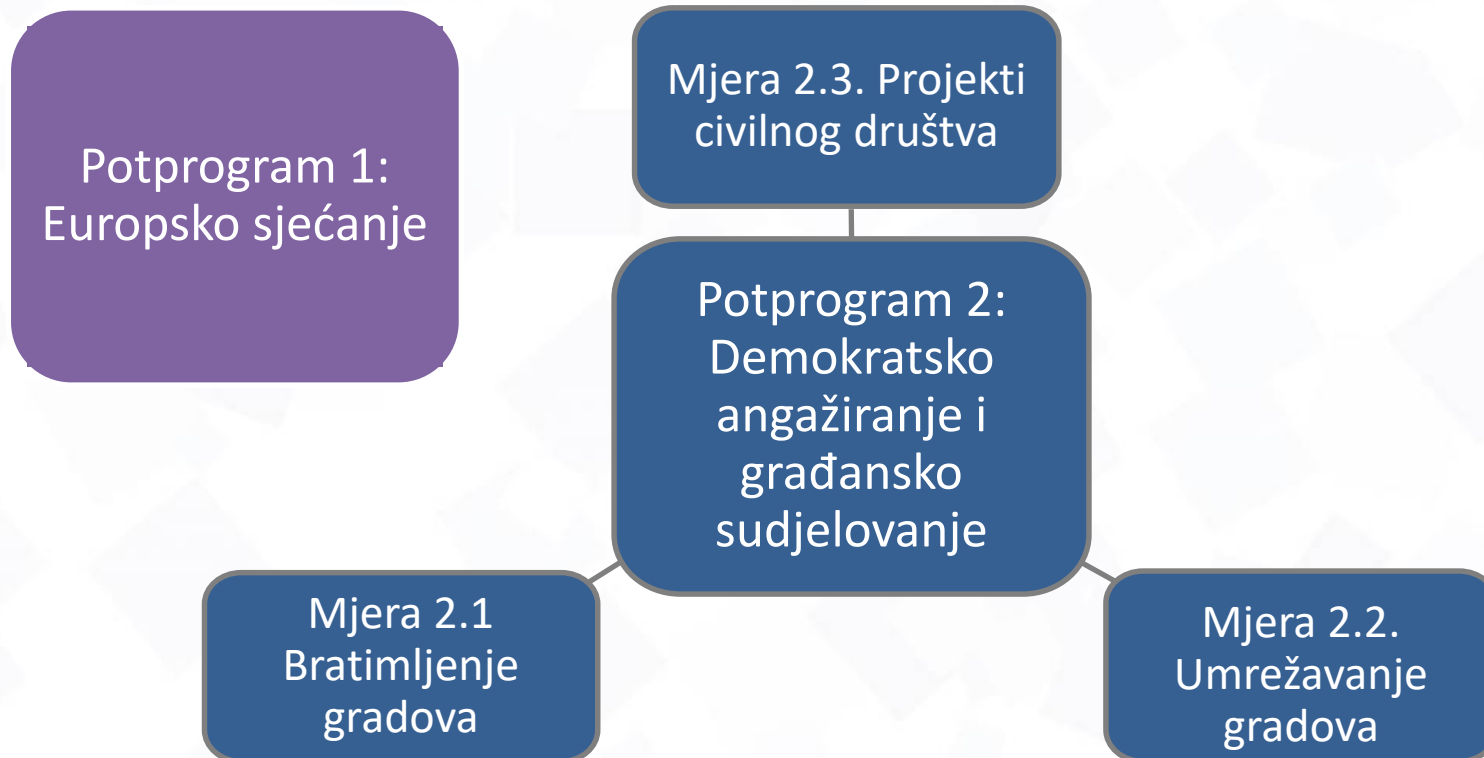 Potprogram 1:
Europsko sjećanje
Mjera 2.3. Projekti
civilnog društva
Potprogram 2:
Demokratsko
angažiranje i
građansko
sudjelovanje
Mjera 2.1
Bratimljenje
gradova
Mjera 2.2.
Umrežavanje
gradova